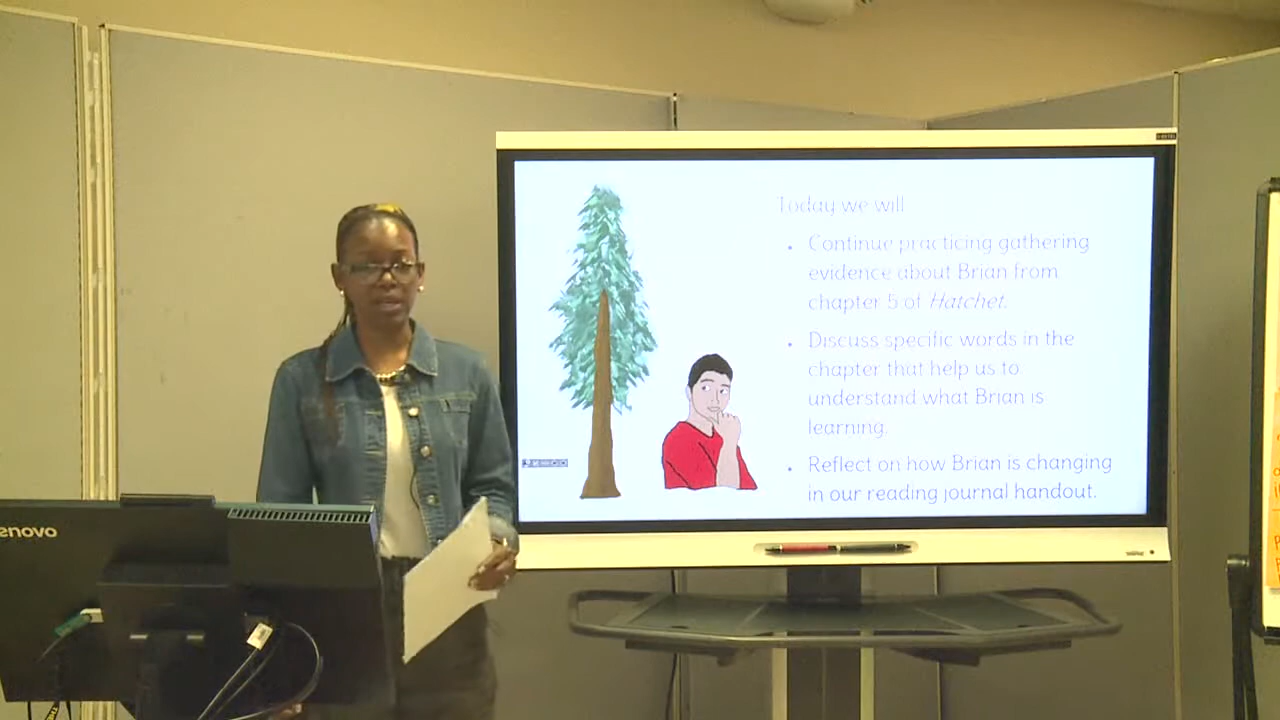 Today we will
• Continue practicing gathering
evidence about Brian from
chapter 5 of Hatchet.
• Discuss specific words in the
chapter that help us to
understand what Brian is
learning.
• Reflect on how Brian is changing
in our reading journal handout.
enovo